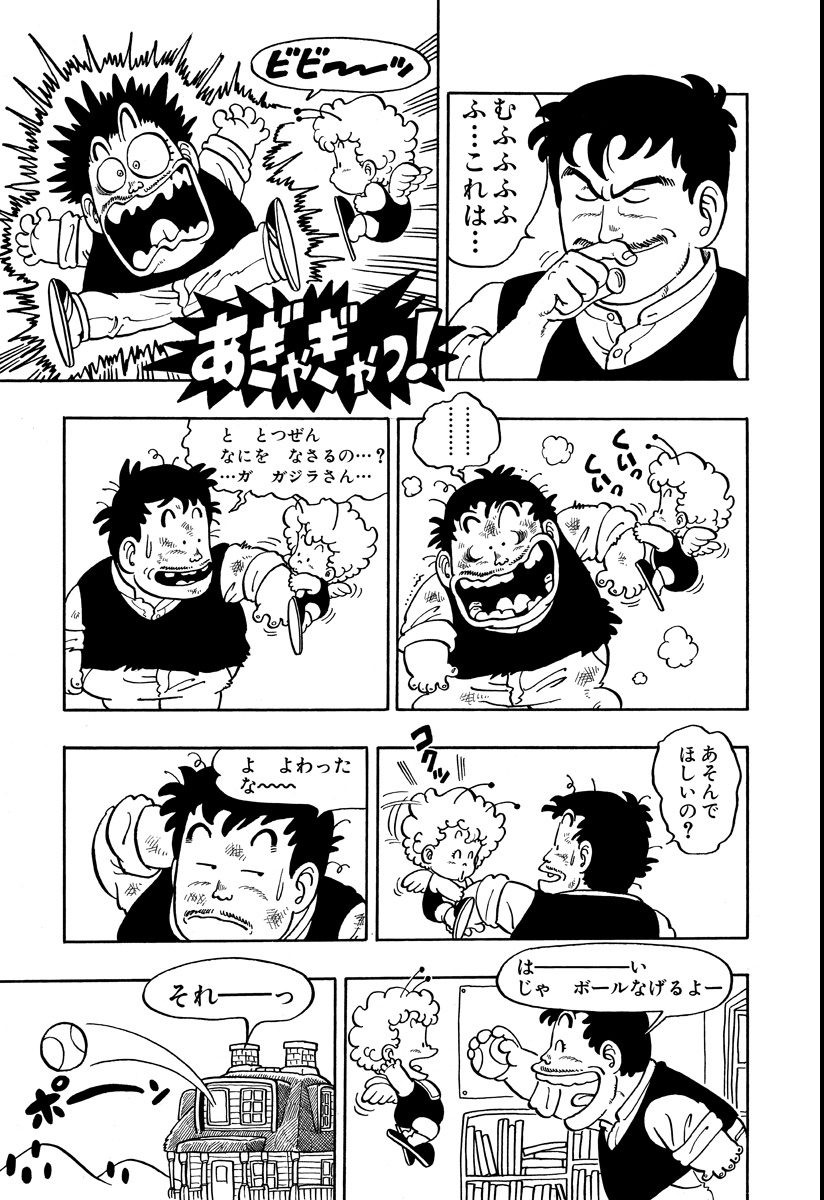 むふふふふ
ふ…これは…
ビビ〜〜ッ
あぎゃぎゃっ！
………
………
くいっ
くいっ
と　とつぜん
なにを　なさるの…？
…ガ　ガジラさん…
あそんで
ほしいの？
コクッ
よ　よわった
な〜〜〜
は―――い
じゃ　ボールなげるよー
それ――っ
ポーン